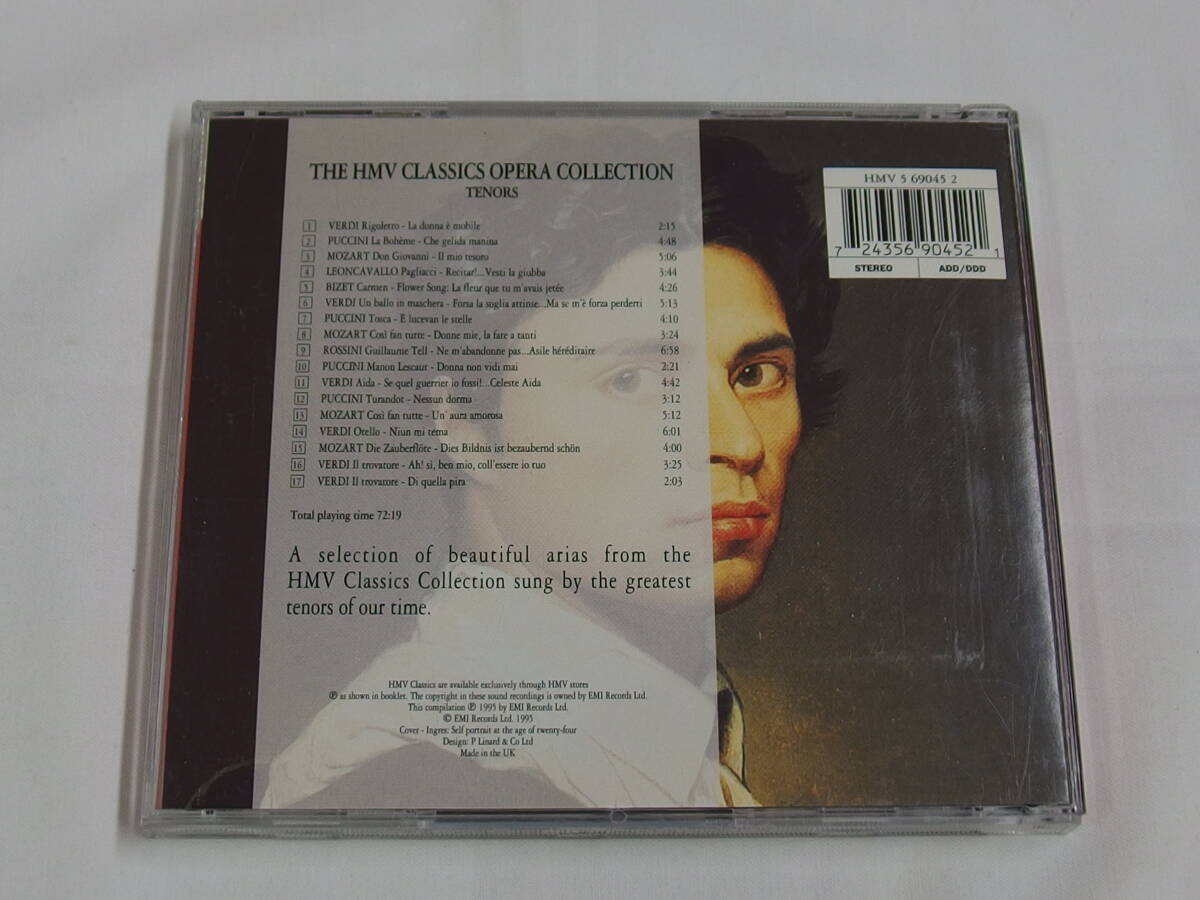 THE HMV CLASSICS OPERA COLLECTION
TENORS
1 VERDI Rigoletto - La donna è mobile 2:15
2 PUCCINI La Bohème - Che gelida manina 4:48
3 MOZART Don Giovanni - Il mio tesoro 5:06
4 LEONCAVALLO Pagliacci - Recitar!...Vesti la giubba 3:44
5 BIZET Carmen - Flower Song: La fleur que tu m'avais jetée 4:26
6 VERDI Un ballo in maschera - Forsa la soglia attinse...Ma se m'è forza perderti 5:13
7 PUCCINI Tosca - E lucevan le stelle 4:10
8 MOZART Così fan tutte - Donne mie, la fare a tanti 3:24
9 ROSSINI Guillaume Tell - Ne m'abandonne pas...Asile héréditaire 6:58
10 PUCCINI Manon Lescaut - Donna non vidi mai 2:21
11 VERDI Aida - Se quel guerrier io fossi!...Celeste Aida 4:42
12 PUCCINI Turandot - Nessun dorma 3:12
13 MOZART Così fan tutte - Un' aura amorosa 5:12
14 VERDI Otello - Niun mi tema 6:01
15 MOZART Die Zauberflöte - Dies Bildnis ist bezaubernd schön 4:00
16 VERDI Il trovatore - Ah! sì, ben mio, coll'essere io tuo 3:25
17 VERDI Il trovatore - Di quella pira 2:03
Total playing time 72:19
A selection of beautiful arias from the
HMV Classics Collection sung by the greatest
tenors of our time.
HMV Classics are available exclusively through HMV stores
℗ as shown in booklet. The copyright in these sound recordings is owned by EMI Records Ltd.
This compilation ℗ 1995 by EMI Records Ltd.
© EMI Records Ltd. 1995
Cover - Ingres: Self portrait at the age of twenty-four
Design: P Linard & Co Ltd
Made in the UK
HMV 5 69045 2
7 24356 90452 1
STEREO ADD/DDD